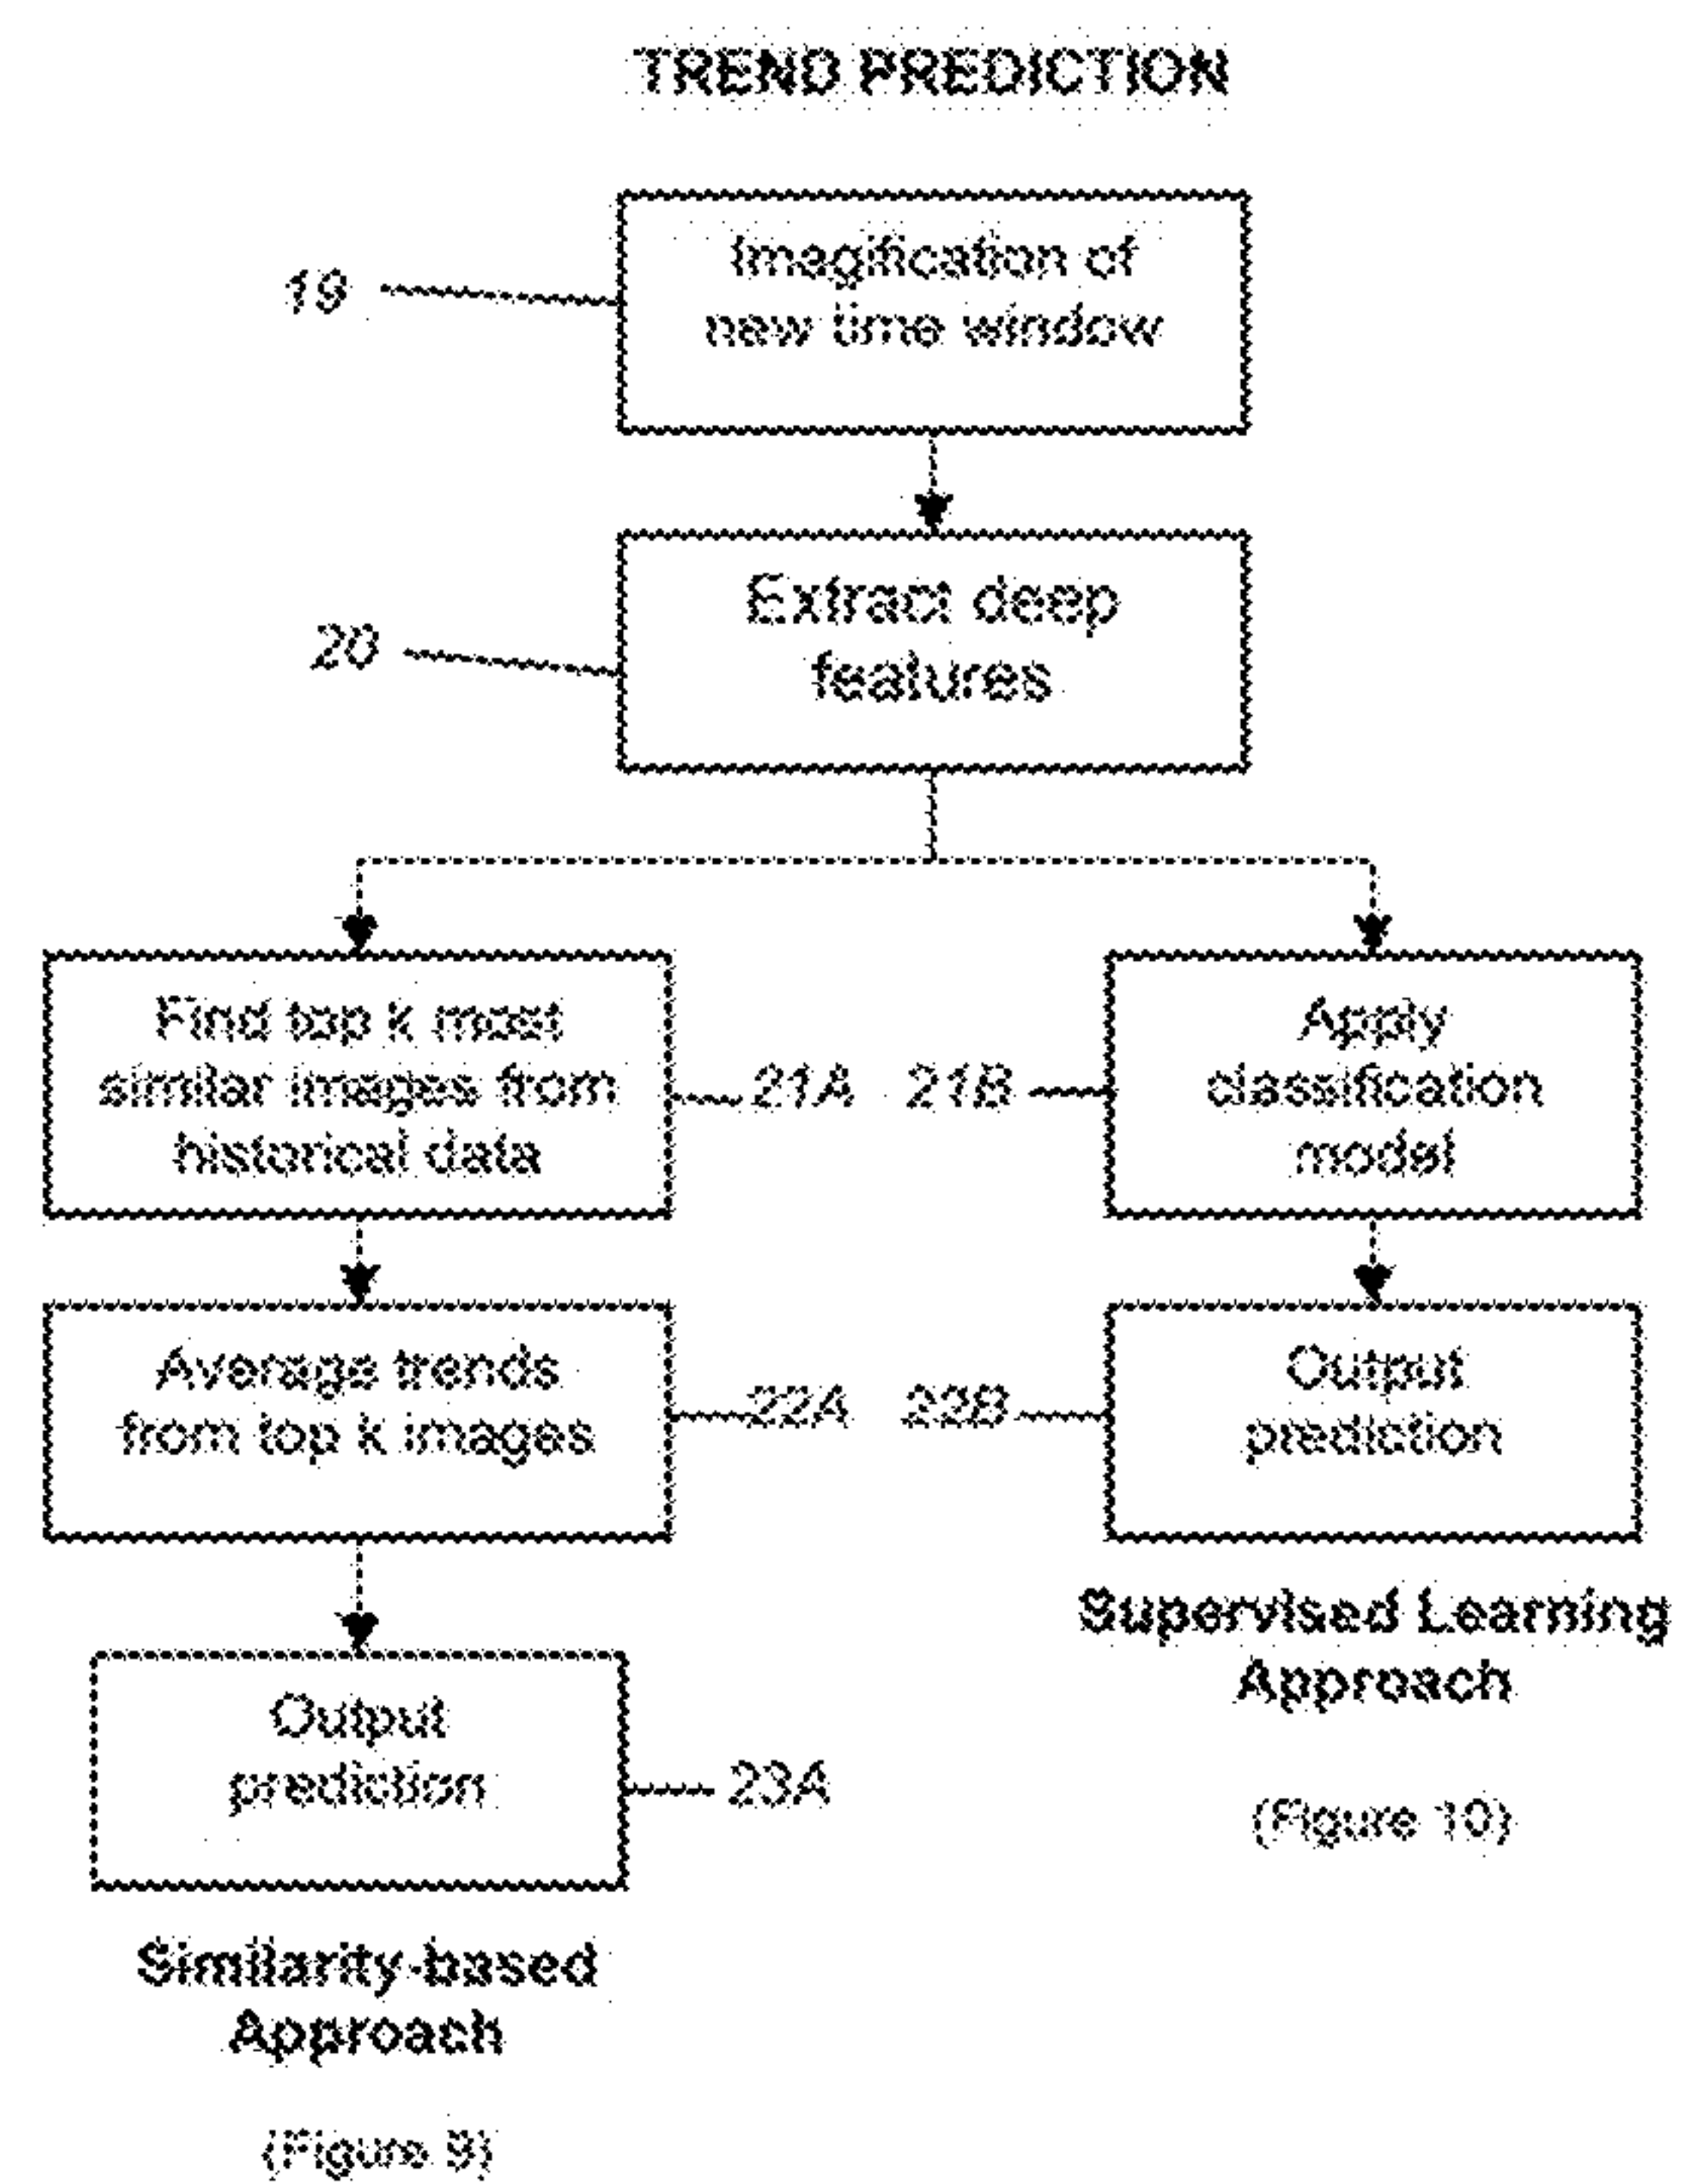 TREND PREDICTION
19
Imagification of
new time window
20
Extract deep
features
Find top k most
similar images from
historical data
21A
21B
Apply
classification
model
Average trends
from top k images
22A
22B
Output
prediction
Supervised Learning
Approach
(Figure 10)
Output
prediction
23A
Similarity-based
Approach
(Figure 9)